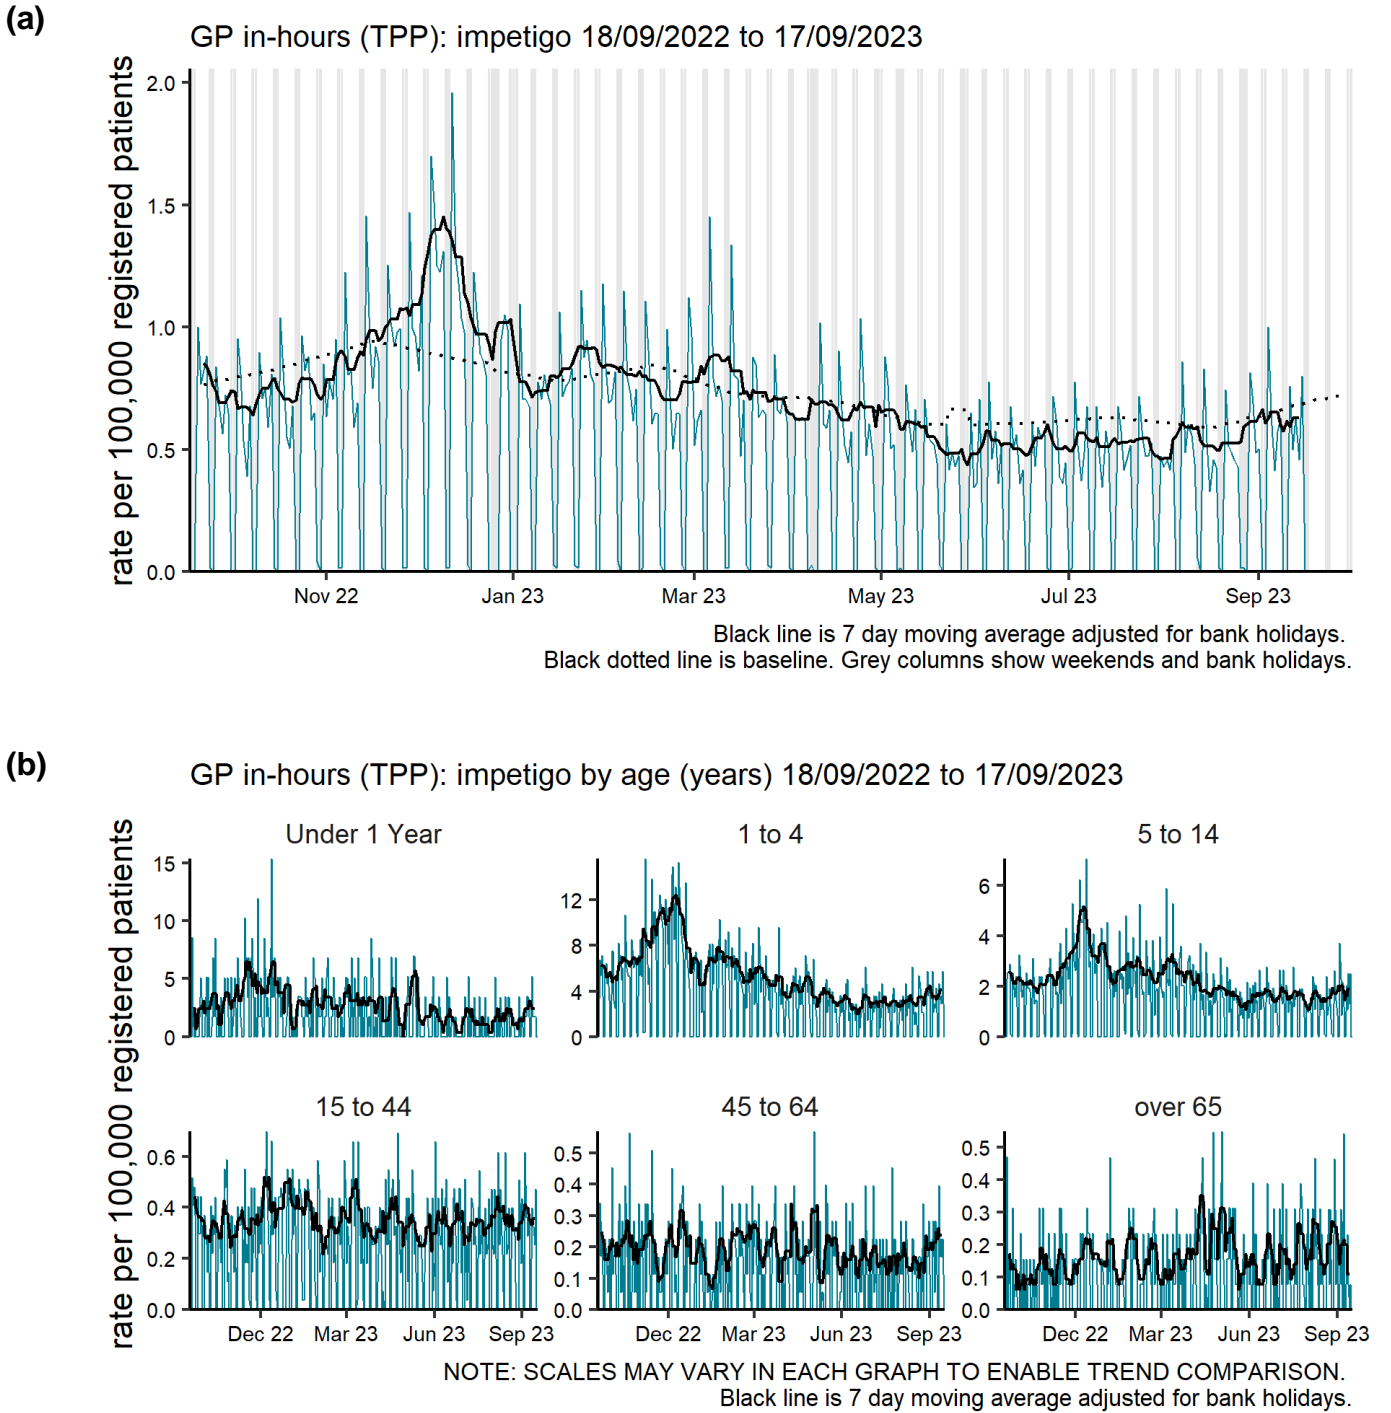 (a)
GP in-hours (TPP): impetigo 18/09/2022 to 17/09/2023
rate per 100,000 registered patients
2.0
1.5
1.0
0.5
0.0
Nov 22 Jan 23 Mar 23 May 23 Jul 23 Sep 23
Black line is 7 day moving average adjusted for bank holidays.
Black dotted line is baseline. Grey columns show weekends and bank holidays.
(b)
GP in-hours (TPP): impetigo by age (years) 18/09/2022 to 17/09/2023
rate per 100,000 registered patients
Under 1 Year
15
10
5
0
1 to 4
12
8
4
0
5 to 14
6
4
2
0
15 to 44
0.6
0.4
0.2
0.0
Dec 22 Mar 23 Jun 23 Sep 23
45 to 64
0.5
0.4
0.3
0.2
0.1
0.0
Dec 22 Mar 23 Jun 23 Sep 23
over 65
0.5
0.4
0.3
0.2
0.1
0.0
Dec 22 Mar 23 Jun 23 Sep 23
NOTE: SCALES MAY VARY IN EACH GRAPH TO ENABLE TREND COMPARISON.
Black line is 7 day moving average adjusted for bank holidays.